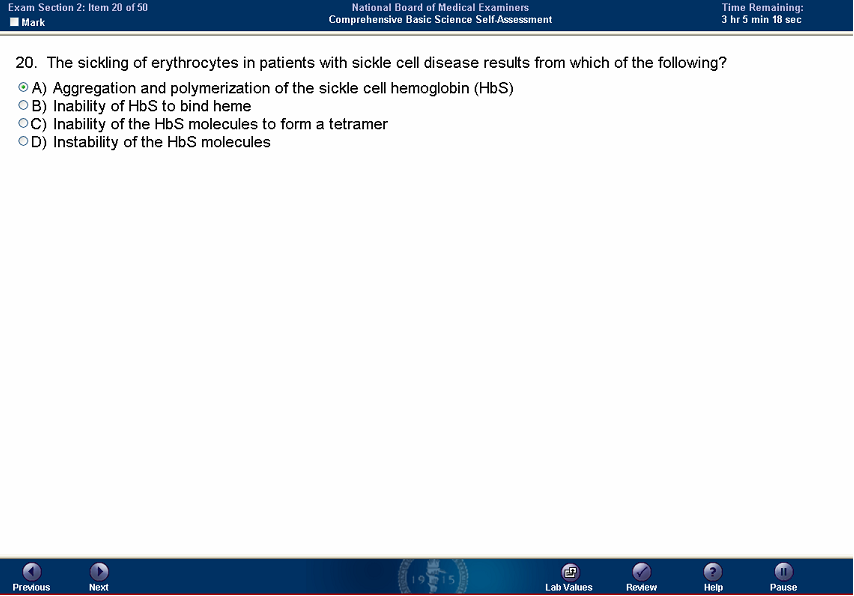 Exam Section 2: Item 20 of 50
National Board of Medical Examiners
Time Remaining:
Mark
Comprehensive Basic Science Self-Assessment
3 hr 5 min 18 sec
20. The sickling of erythrocytes in patients with sickle cell disease results from which of the following?
A) Aggregation and polymerization of the sickle cell hemoglobin (HbS)
B) Inability of HbS to bind heme
C) Inability of the HbS molecules to form a tetramer
D) Instability of the HbS molecules
1915
Previous
Next
Lab Values
Review
Help
Pause